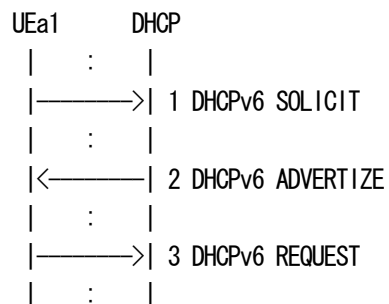 UEa1 DHCP
| : |
|--------->| 1 DHCPv6 SOLICIT
| : |
|<---------| 2 DHCPv6 ADVERTIZE
| : |
|--------->| 3 DHCPv6 REQUEST
| : |